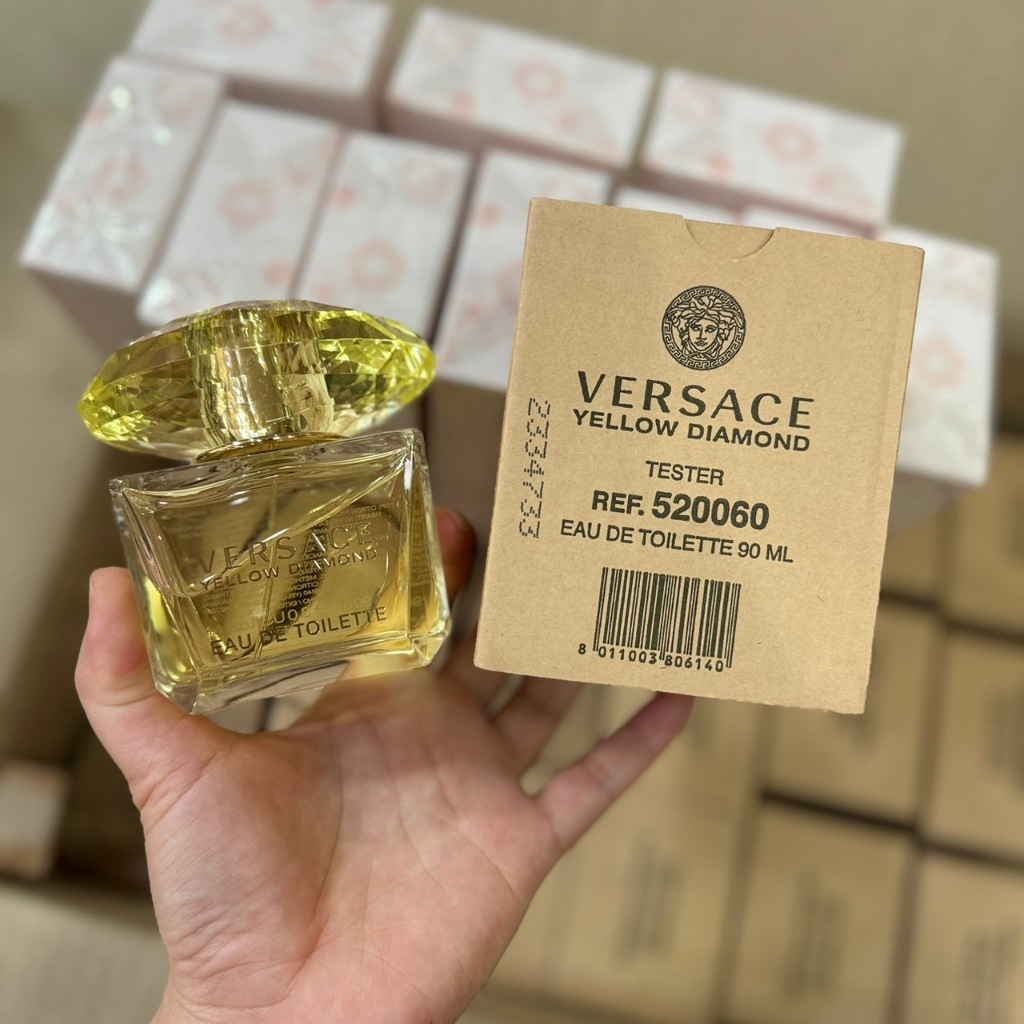 VERSACE
YELLOW DIAMOND
EAU DE TOILETTE
VERSACE
YELLOW DIAMOND
TESTER
REF. 520060
EAU DE TOILETTE 90 ML
23334733
8 011003 806140